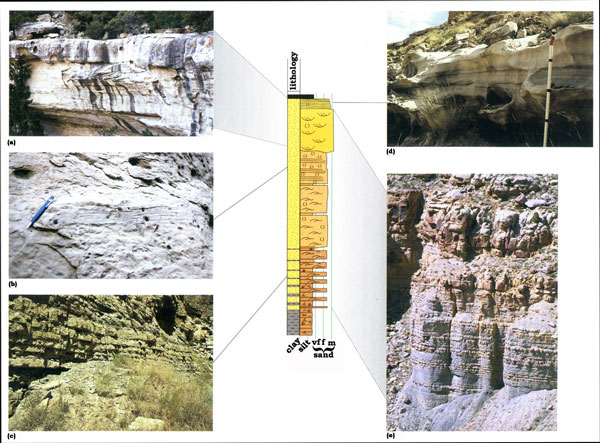 lithology
(a)
(d)
(b)
clay
silt
vf f m
sand
(c)
(e)